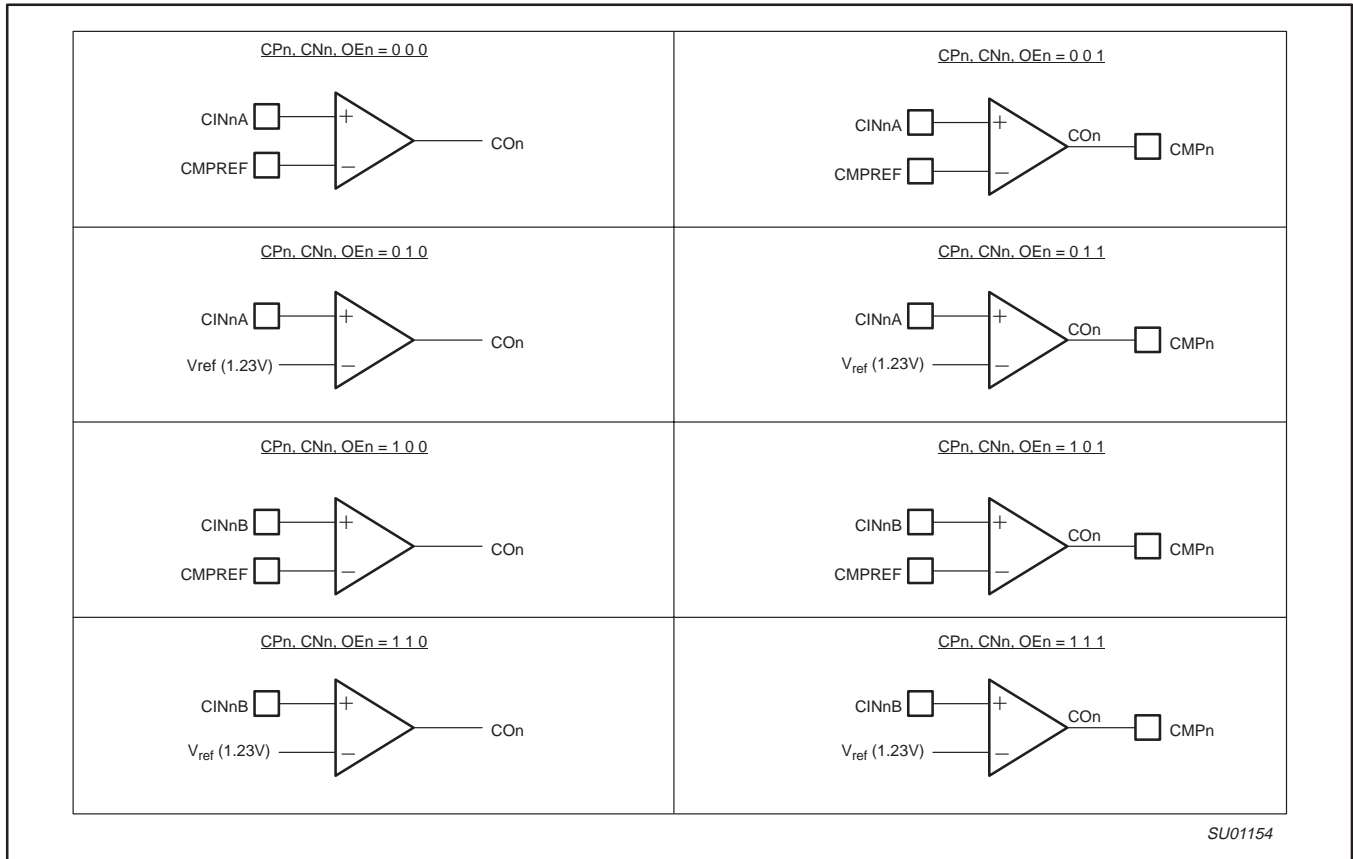 CPn, CNn, OEn = 0 0 0
CINnA
+
COn
CMPREF
–
CPn, CNn, OEn = 0 0 1
CINnA
+
COn
CMPn
CMPREF
–
CPn, CNn, OEn = 0 1 0
CINnA
+
COn
Vref (1.23V)
–
CPn, CNn, OEn = 0 1 1
CINnA
+
COn
CMPn
Vref (1.23V)
–
CPn, CNn, OEn = 1 0 0
CINnB
+
COn
CMPREF
–
CPn, CNn, OEn = 1 0 1
CINnB
+
COn
CMPn
CMPREF
–
CPn, CNn, OEn = 1 1 0
CINnB
+
COn
Vref (1.23V)
–
CPn, CNn, OEn = 1 1 1
CINnB
+
COn
CMPn
Vref (1.23V)
–
SU01154